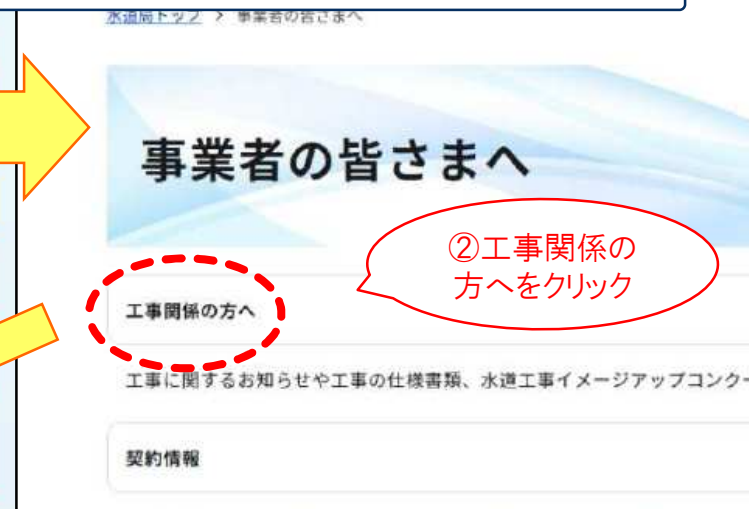 水道局トップ > 事業者の皆さまへ
事業者の皆さまへ
②工事関係の
方へをクリック
工事関係の方へ
工事に関するお知らせや工事の仕様書類、水道工事イメージアップコンクー
契約情報